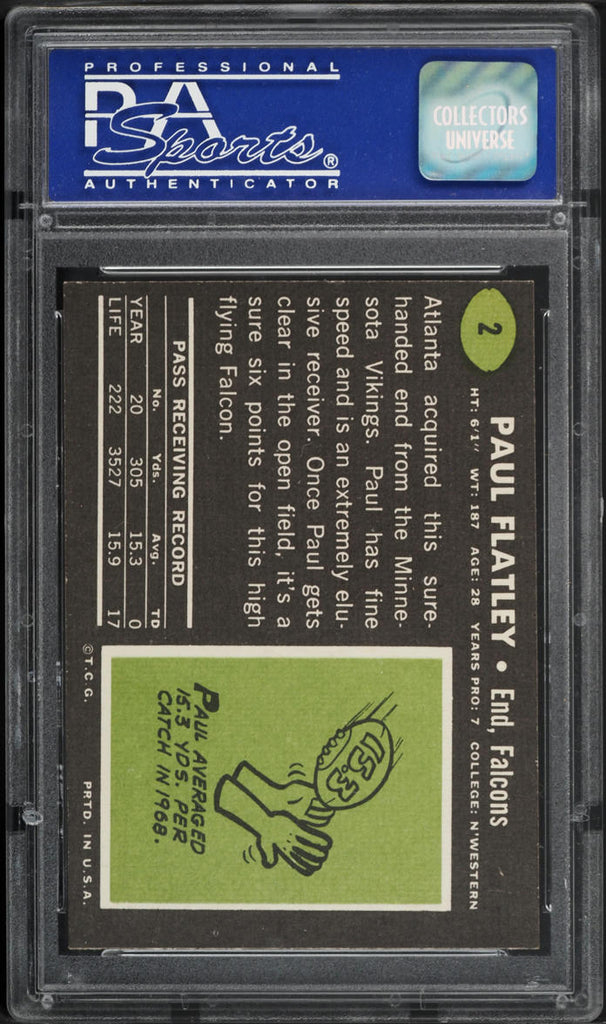 PROFESSIONAL
PSA
Sports®
AUTHENTICATOR
COLLECTORS
UNIVERSE
2
PAUL FLATLEY • End, Falcons
HT: 6'1" WT: 187 AGE: 28 YEARS PRO: 7 COLLEGE: N'WESTERN
Atlanta acquired this sure-
handed end from the Minne-
sota Vikings. Paul has fine
speed and is an extremely elu-
sive receiver. Once Paul gets
clear in the open field, it's a
sure six points for this high
flying Falcon.
PASS RECEIVING RECORD
No. Yds. Avg. TD
YEAR 20 305 15.3 0
LIFE 222 3527 15.9 17
15.3
PAUL AVERAGED
15.3 YDS. PER
CATCH IN 1968.
© T.C.G. PRTD. IN U.S.A.